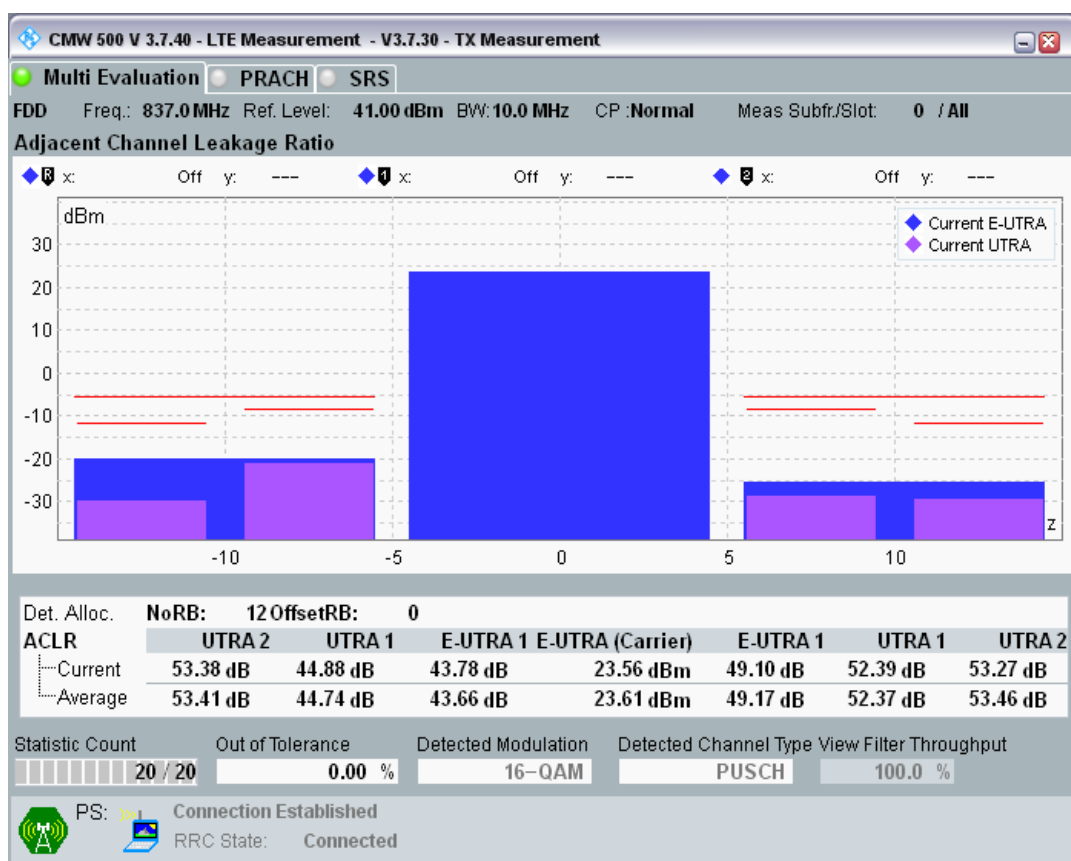 CMW 500 V 3.7.40 - LTE Measurement - V3.7.30 - TX Measurement
Multi Evaluation PRACH SRS
FDD Freq.: 837.0 MHz Ref. Level: 41.00 dBm BW: 10.0 MHz CP :Normal Meas Subfr./Slot: 0 / All
Adjacent Channel Leakage Ratio
R x: Off y: --- 1 x: Off y: --- 2 x: Off y: ---
dBm
Current E-UTRA
Current UTRA
30
20
10
0
-10
-20
-30
z
-10 -5 0 5 10
Det. Alloc. NoRB: 12 OffsetRB: 0
ACLR UTRA 2 UTRA 1 E-UTRA 1 E-UTRA (Carrier) E-UTRA 1 UTRA 1 UTRA 2
Current 53.38 dB 44.88 dB 43.78 dB 23.56 dBm 49.10 dB 52.39 dB 53.27 dB
Average 53.41 dB 44.74 dB 43.66 dB 23.61 dBm 49.17 dB 52.37 dB 53.46 dB
Statistic Count Out of Tolerance Detected Modulation Detected Channel Type View Filter Throughput
20 / 20 0.00 % 16-QAM PUSCH 100.0 %
PS: Connection Established
RRC State: Connected